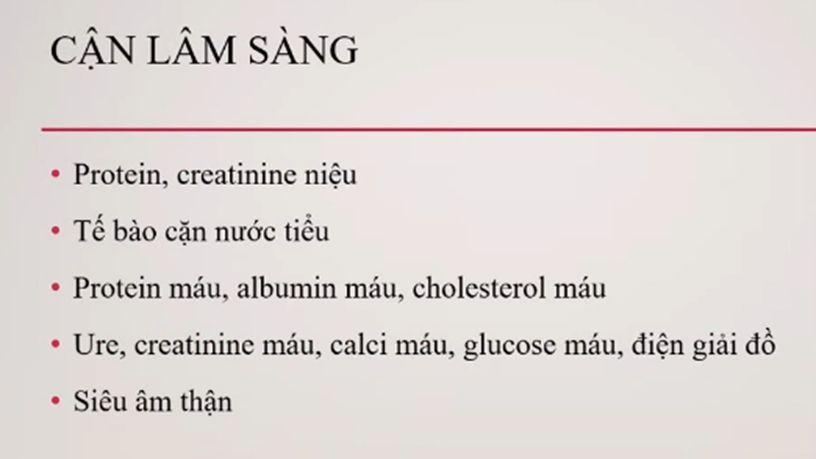 CẬN LÂM SÀNG
• Protein, creatinine niệu
• Tế bào cặn nước tiểu
• Protein máu, albumin máu, cholesterol máu
• Ure, creatinine máu, calci máu, glucose máu, điện giải đồ
• Siêu âm thận